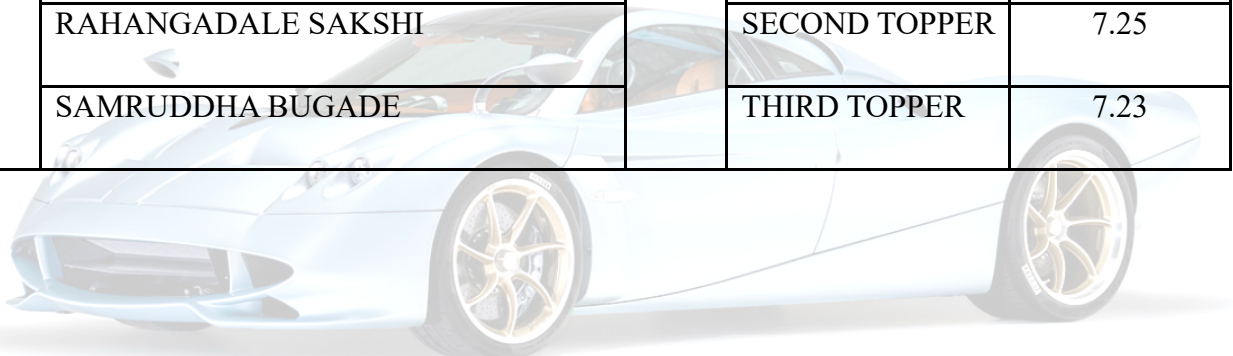 RAHANGADALE SAKSHI SECOND TOPPER 7.25
SAMRUDDHA BUGADE THIRD TOPPER 7.23